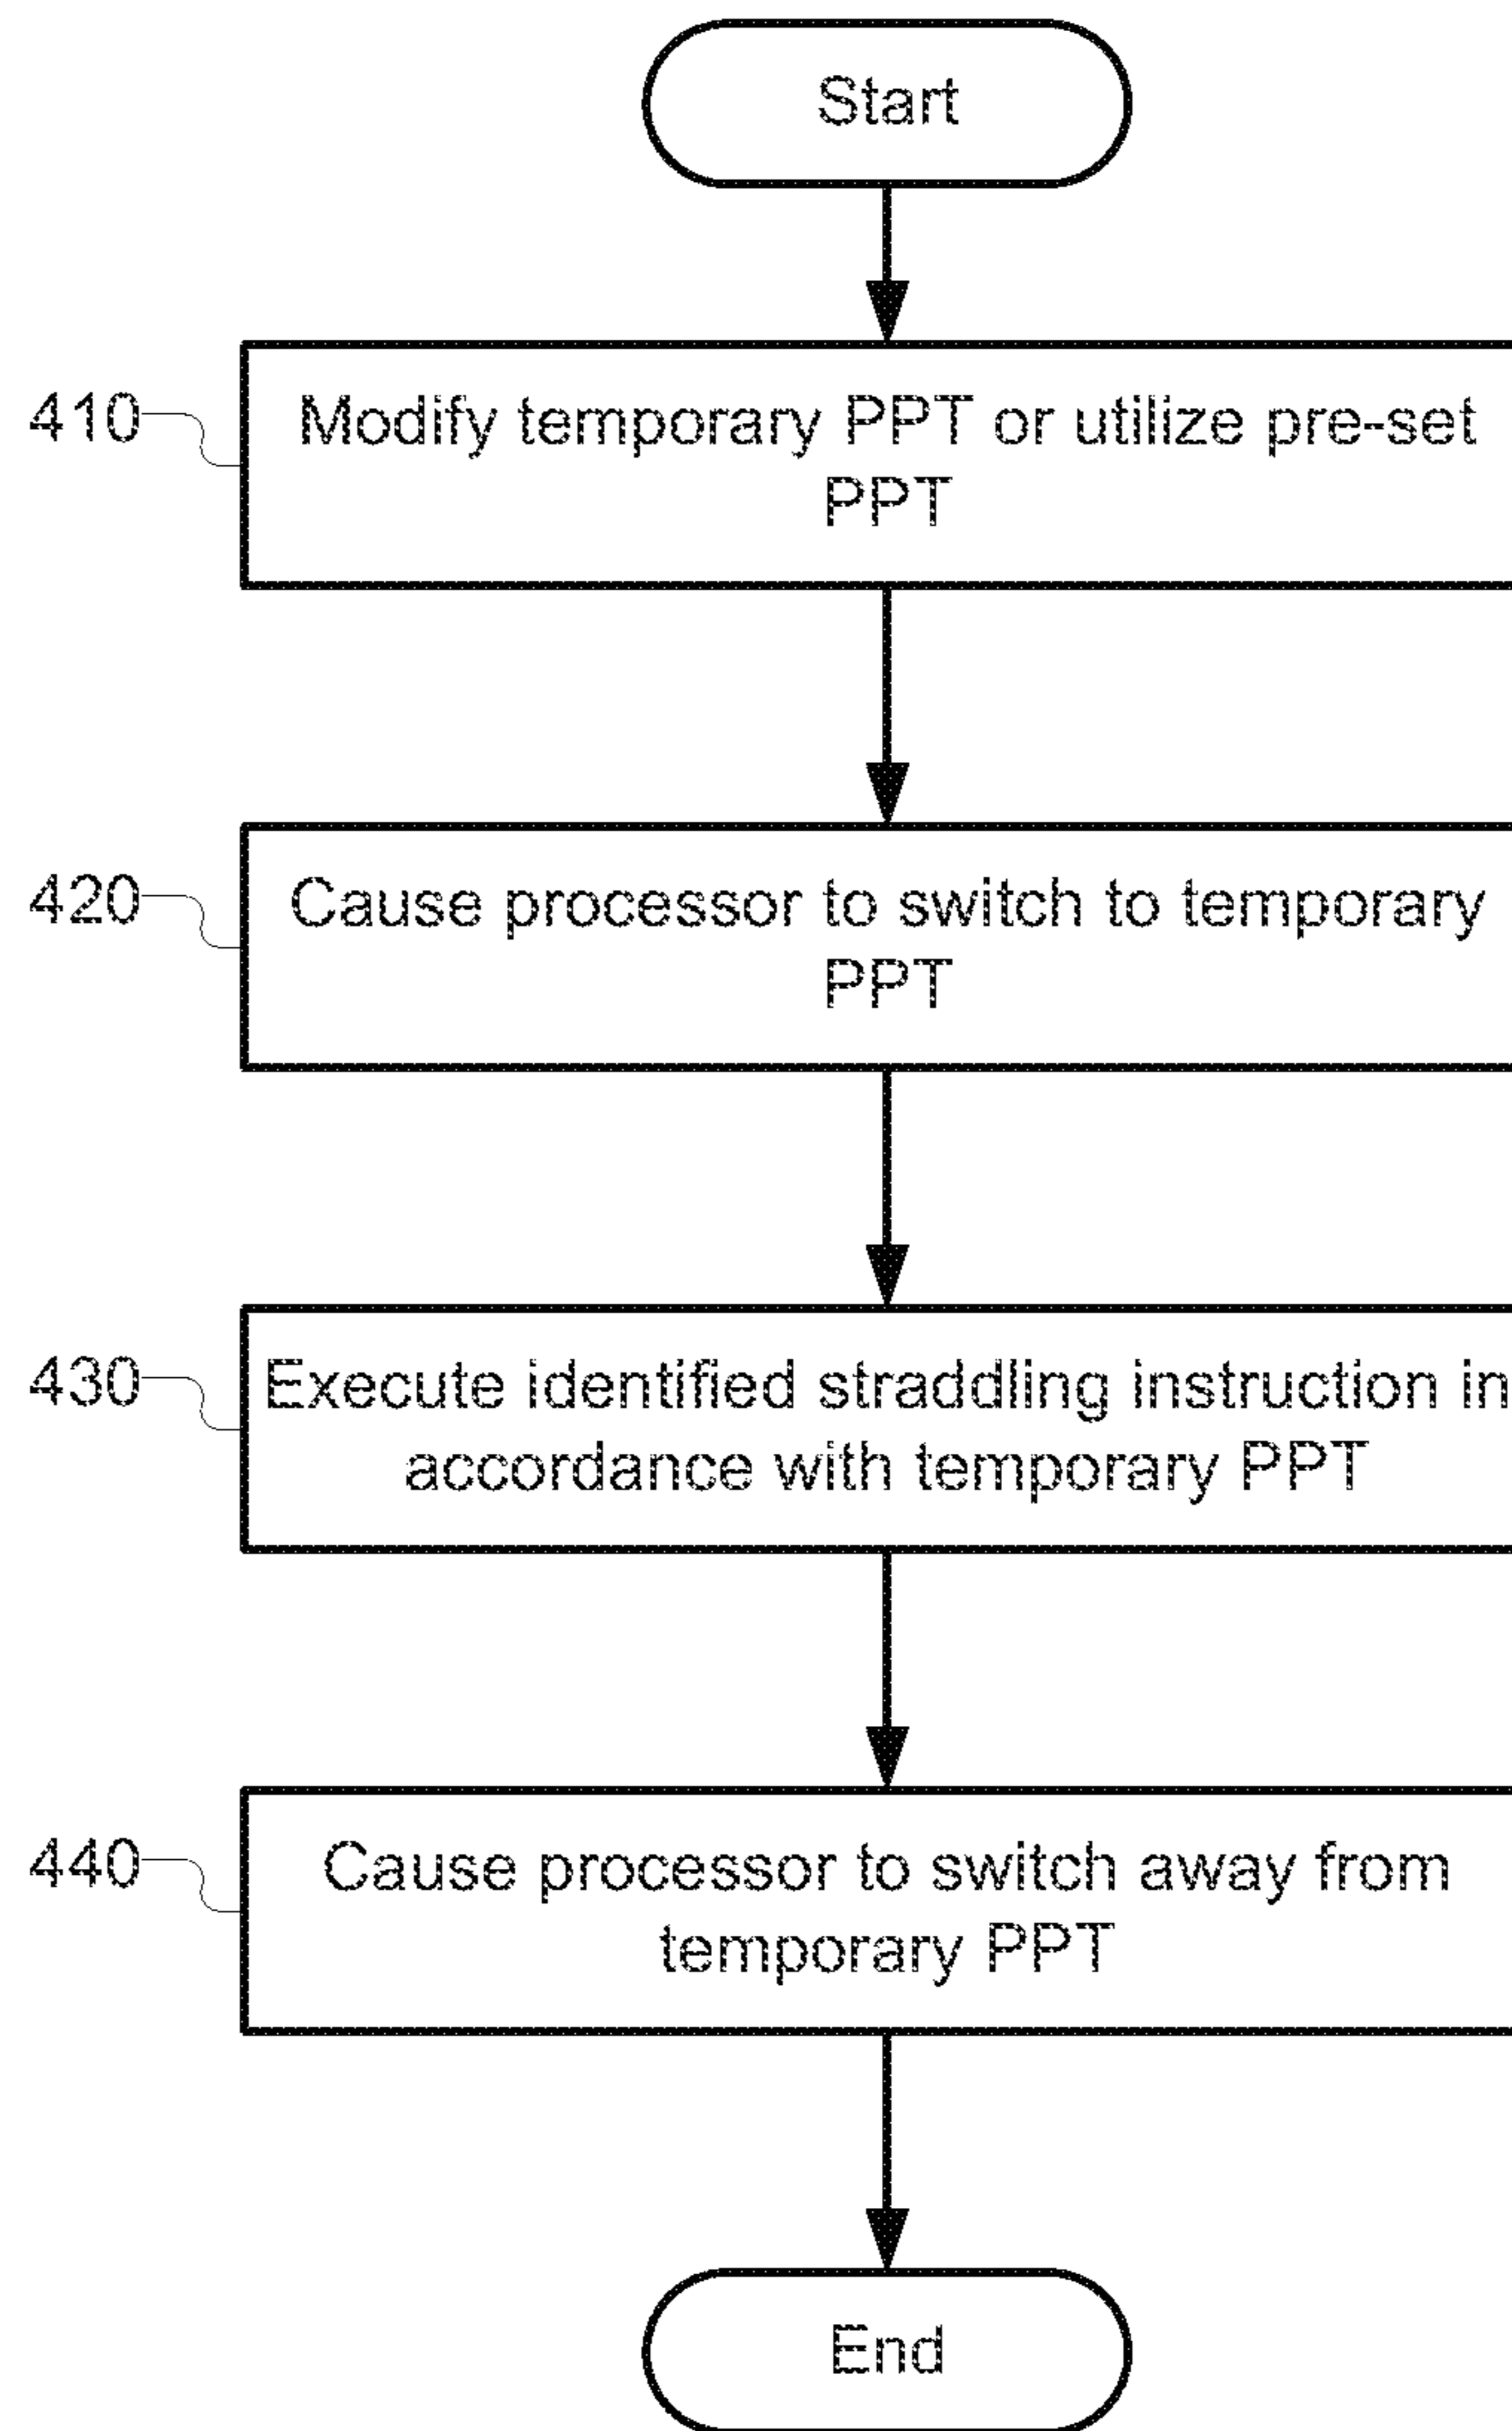 Start
410
Modify temporary PPT or utilize pre-set
PPT
420
Cause processor to switch to temporary
PPT
430
Execute identified straddling instruction in
accordance with temporary PPT
440
Cause processor to switch away from
temporary PPT
End